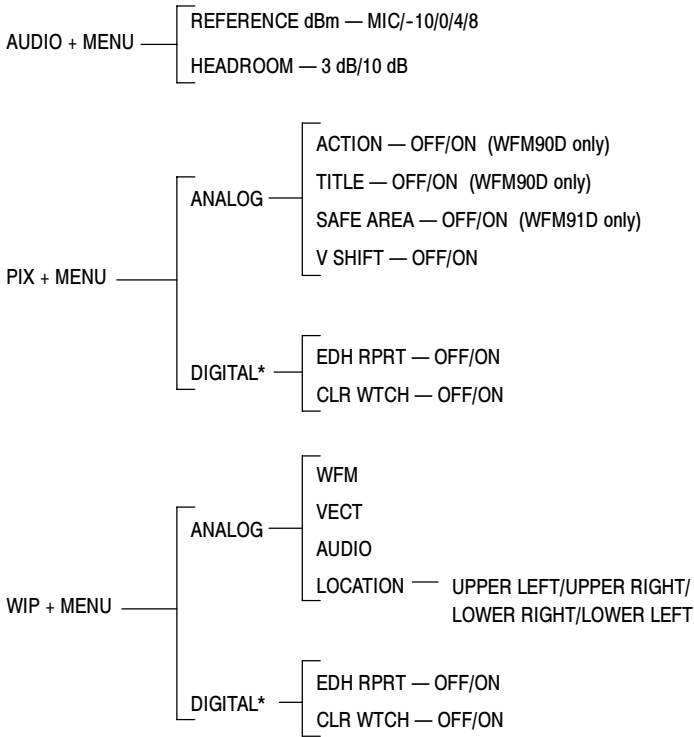 REFERENCE dBm — MIC/-10/0/4/8
AUDIO + MENU
HEADROOM — 3 dB/10 dB
ACTION — OFF/ON (WFM90D only)
TITLE — OFF/ON (WFM90D only)
ANALOG
SAFE AREA — OFF/ON (WFM91D only)
V SHIFT — OFF/ON
PIX + MENU
EDH RPRT — OFF/ON
DIGITAL*
CLR WTCH — OFF/ON
WFM
VECT
ANALOG
AUDIO
LOCATION — UPPER LEFT/UPPER RIGHT/
LOWER RIGHT/LOWER LEFT
WIP + MENU
EDH RPRT — OFF/ON
DIGITAL*
CLR WTCH — OFF/ON